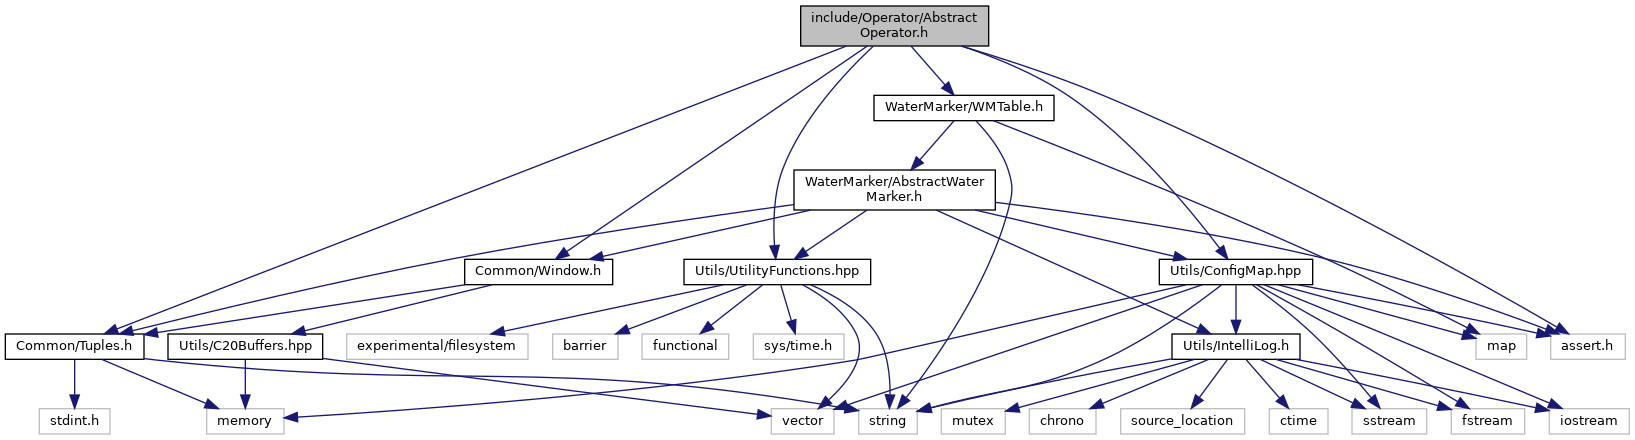 include/Operator/Abstract
Operator.h
WaterMarker/WMTable.h
WaterMarker/AbstractWater
Marker.h
Common/Window.h
Utils/UtilityFunctions.hpp
Utils/ConfigMap.hpp
Common/Tuples.h
Utils/C20Buffers.hpp
experimental/filesystem
barrier
functional
sys/time.h
Utils/IntelliLog.h
map
assert.h
stdint.h
memory
vector
string
mutex
chrono
source_location
ctime
sstream
fstream
iostream